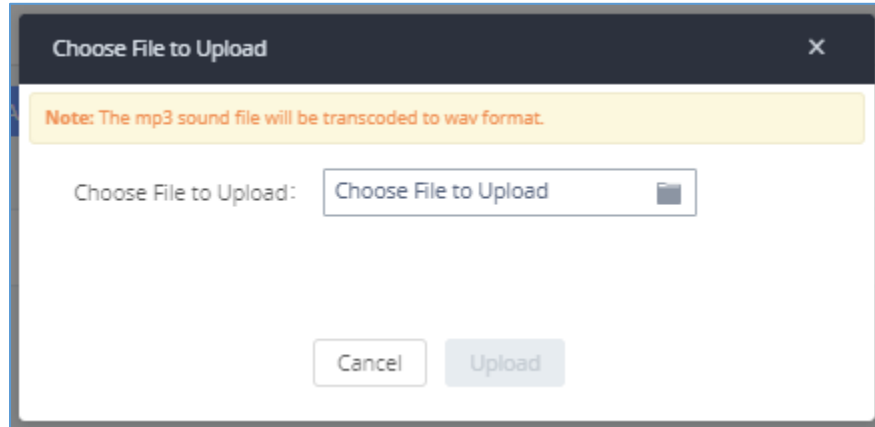 Choose File to Upload
Note: The mp3 sound file will be transcoded to wav format.
Choose File to Upload: Choose File to Upload
Cancel Upload